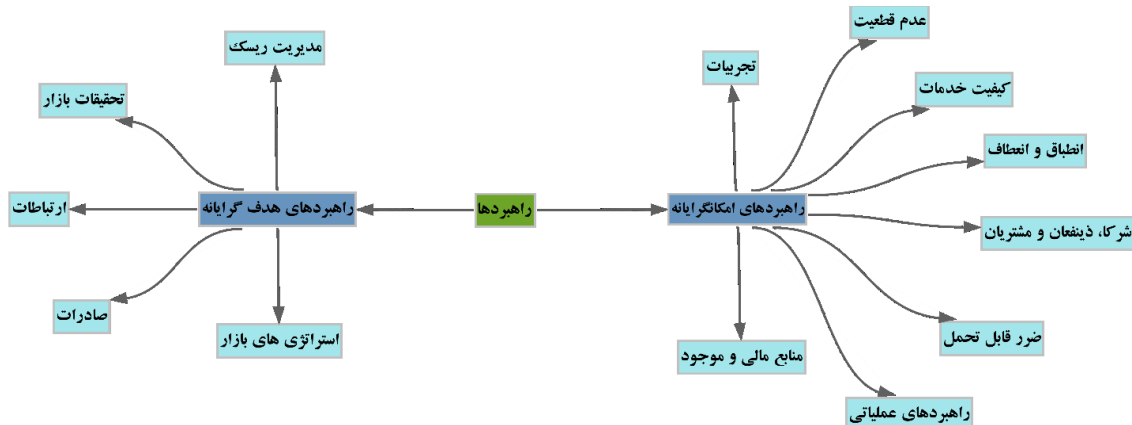 عدم قطعیت
مدیریت ریسک
تجربیات
کیفیت خدمات
تحقیقات بازار
انطباق و انعطاف
راهبردهای امکانگرایانه
راهبردها
راهبردهای هدف گرایانه
ارتباطات
شرکا، ذینفعان و مشتریان
صادرات
ضرر قابل تحمل
استراتژی های بازار
منابع مالی و موجود
راهبردهای عملیاتی